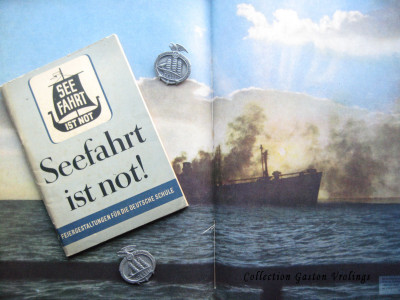 SEE
FAHRT
IST NOT
Seefahrt
ist not!
FEIERGESTALTUNGEN FÜR DIE DEUTSCHE SCHULE
Collection Gaston Vrolings